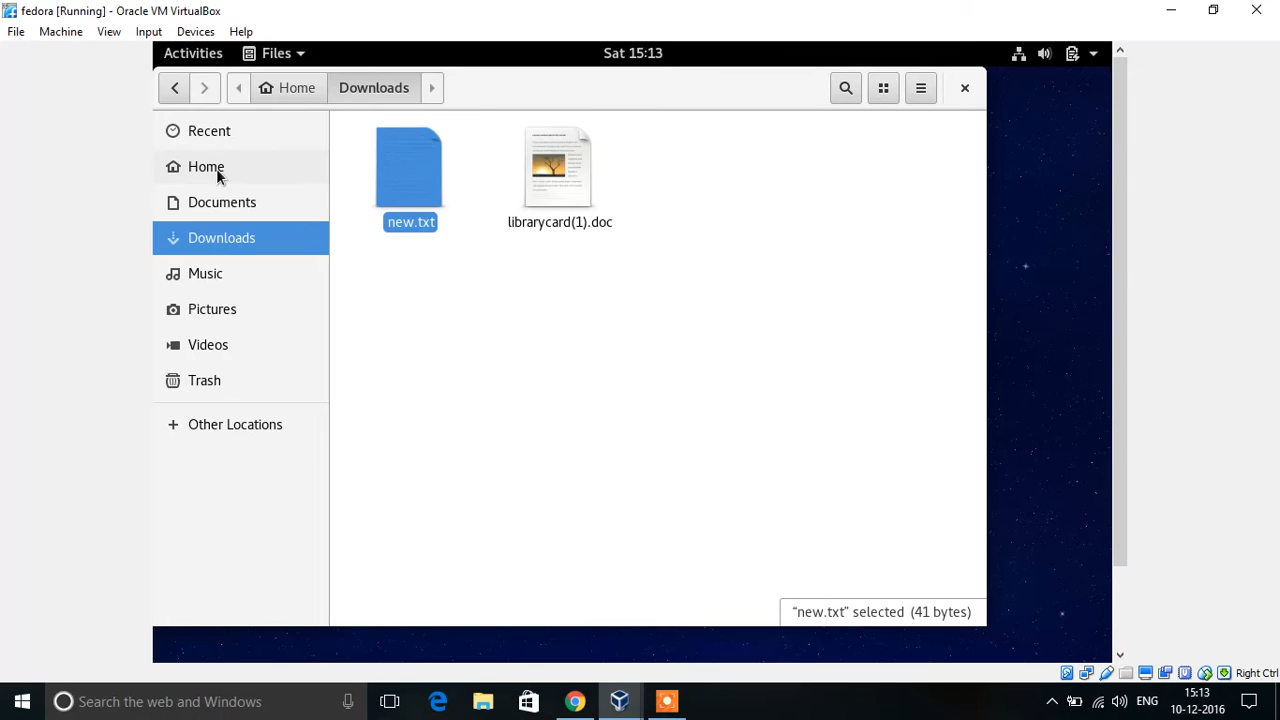 fedora [Running] - Oracle VM VirtualBox
File Machine View Input Devices Help
Activities Files Sat 15:13
Home Downloads
Recent
Home
Documents
Downloads
Music
Pictures
Videos
Trash
Other Locations
new.txt
librarycard(1).doc
“new.txt” selected (41 bytes)
Right Ctrl
Search the web and Windows
ENG
15:13
10-12-2016